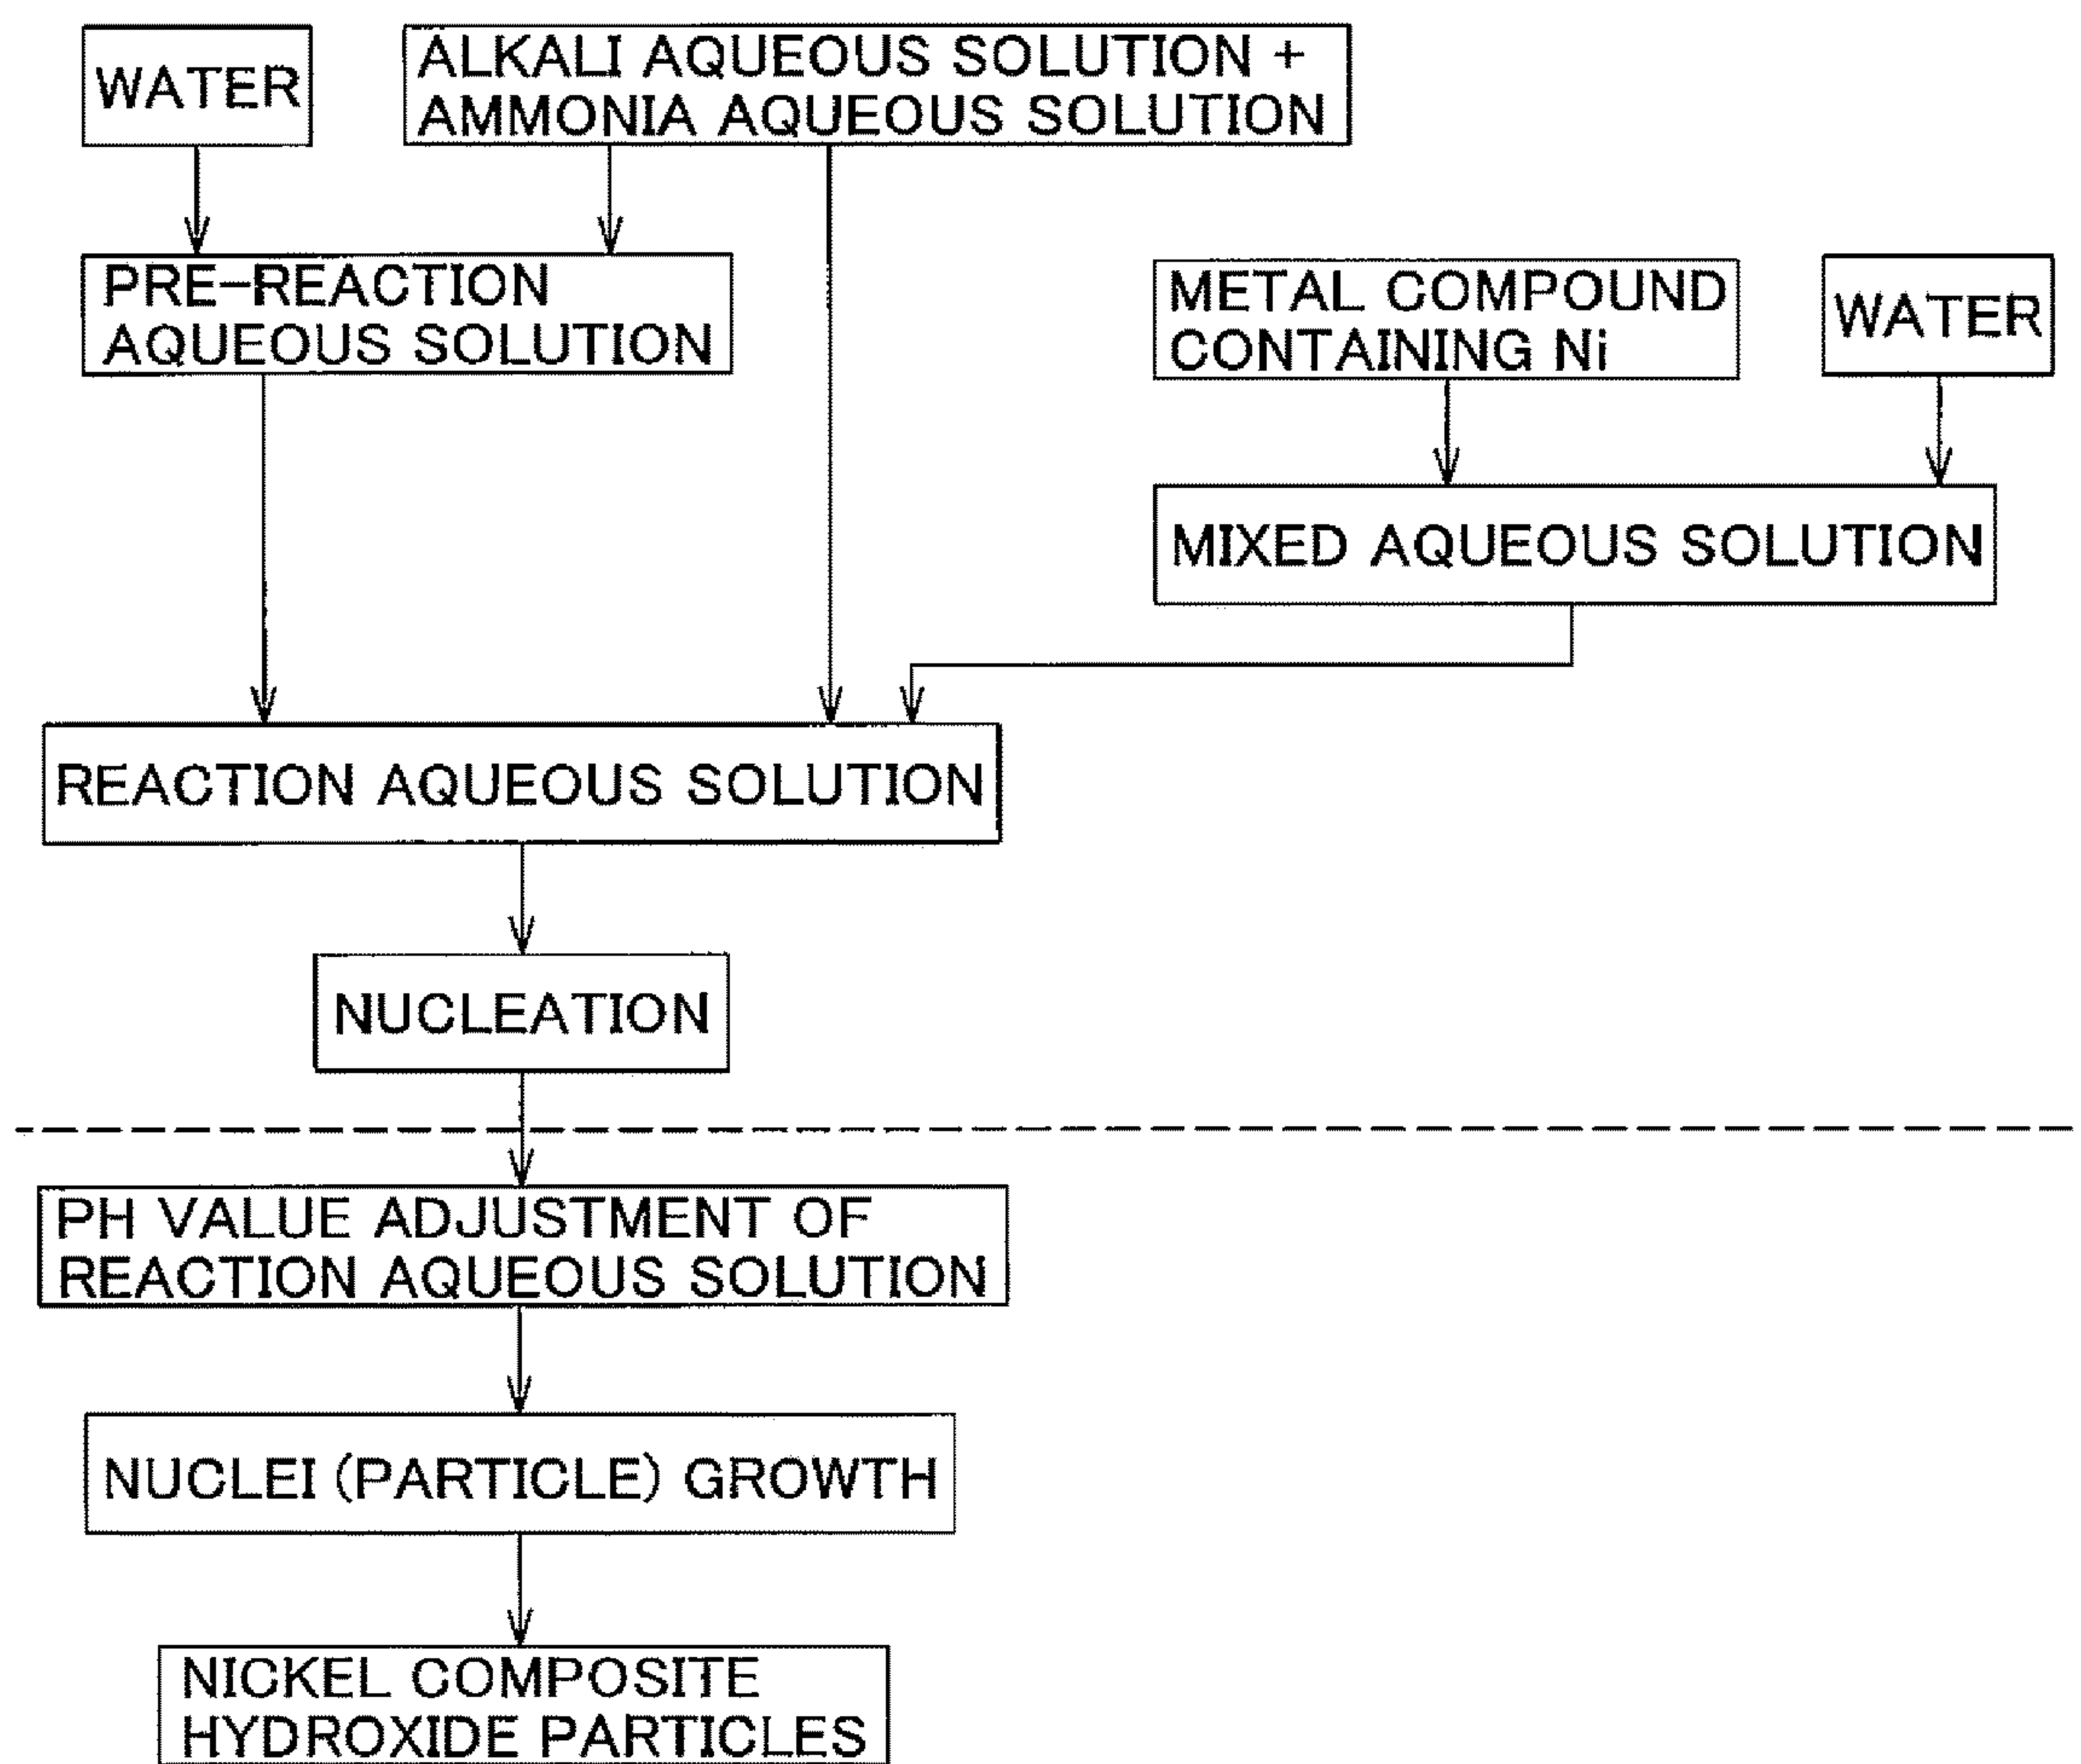 WATER
ALKALI AQUEOUS SOLUTION +
AMMONIA AQUEOUS SOLUTION
PRE-REACTION
AQUEOUS SOLUTION
METAL COMPOUND
CONTAINING Ni
WATER
MIXED AQUEOUS SOLUTION
REACTION AQUEOUS SOLUTION
NUCLEATION
PH VALUE ADJUSTMENT OF
REACTION AQUEOUS SOLUTION
NUCLEI (PARTICLE) GROWTH
NICKEL COMPOSITE
HYDROXIDE PARTICLES